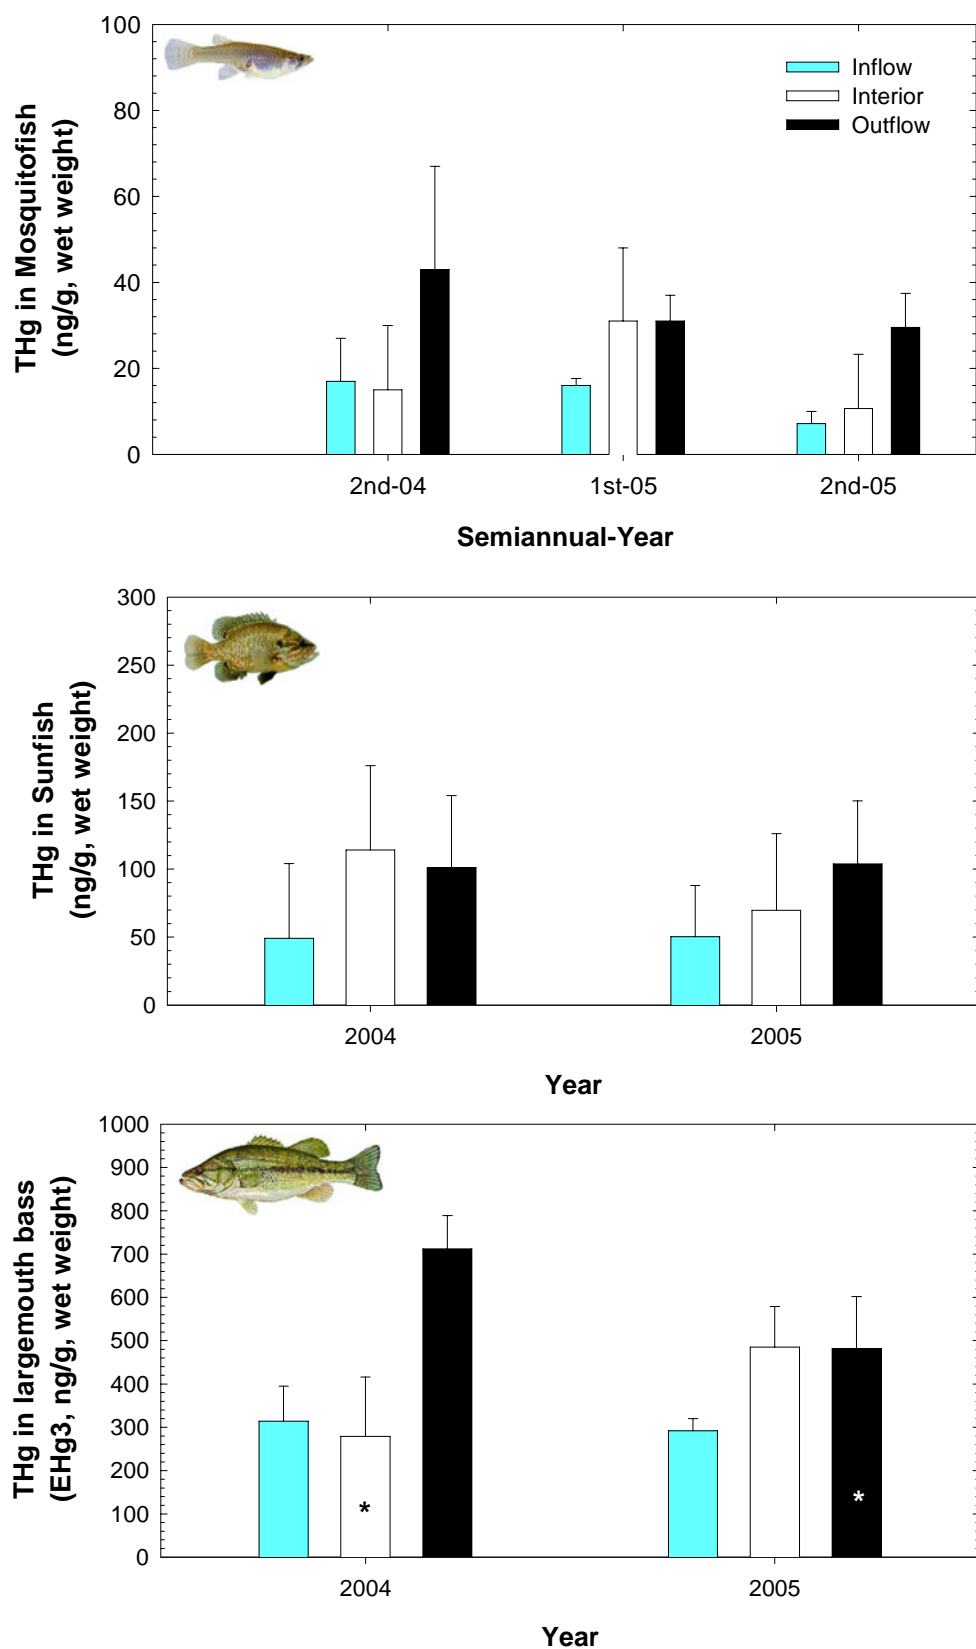 THg in Mosquitofish
(ng/g, wet weight)
100
80
60
40
20
0
Inflow
Interior
Outflow
2nd-04 1st-05 2nd-05
Semiannual-Year
THg in Sunfish
(ng/g, wet weight)
300
250
200
150
100
50
0
2004 2005
Year
THg in largemouth bass
(EHg3, ng/g, wet weight)
1000
900
800
700
600
500
400
300
200
100
0
* *
2004 2005
Year